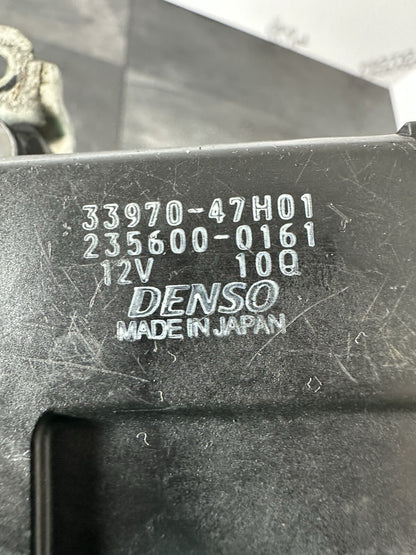 33970-47H01
235600-0161
12V 10Q
DENSO
MADE IN JAPAN